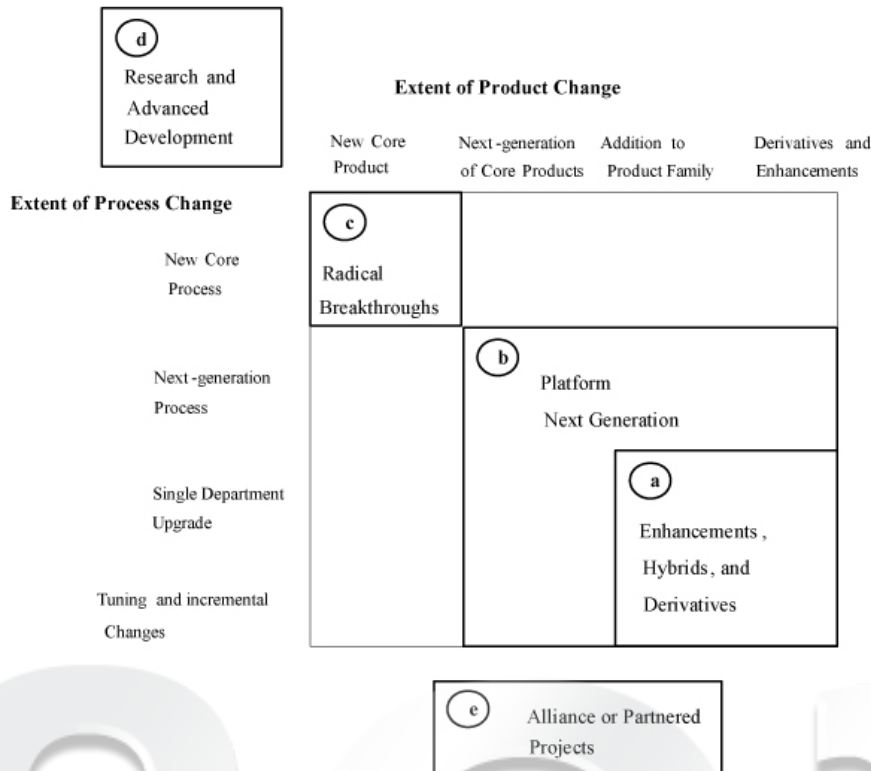 d
Research and
Advanced
Development
Extent of Product Change
New Core
Product
Next-generation
of Core Products
Addition to
Product Family
Derivatives and
Enhancements
Extent of Process Change
c
Radical
Breakthroughs
New Core
Process
b
Platform
Next Generation
Next-generation
Process
a
Enhancements,
Hybrids, and
Derivatives
Single Department
Upgrade
Tuning and incremental
Changes
e
Alliance or Partnered
Projects